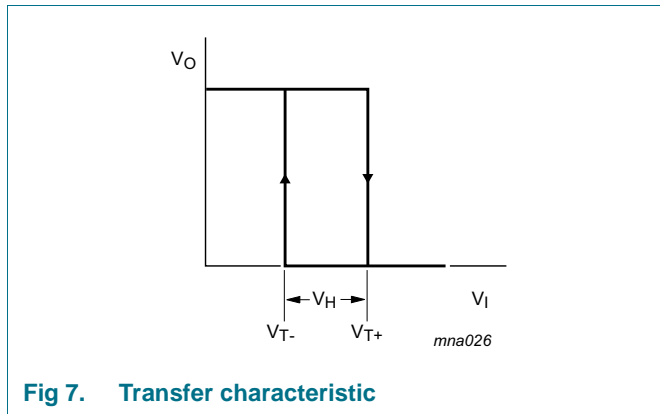 VO
VH
VI
VT-
VT+
mna026
Fig 7. Transfer characteristic